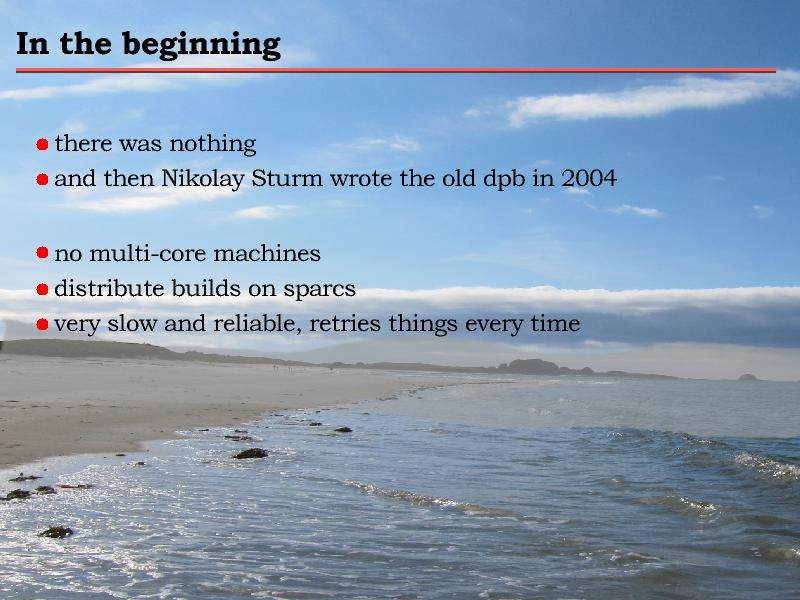 In the beginning
there was nothing
and then Nikolay Sturm wrote the old dpb in 2004
no multi-core machines
distribute builds on sparcs
very slow and reliable, retries things every time